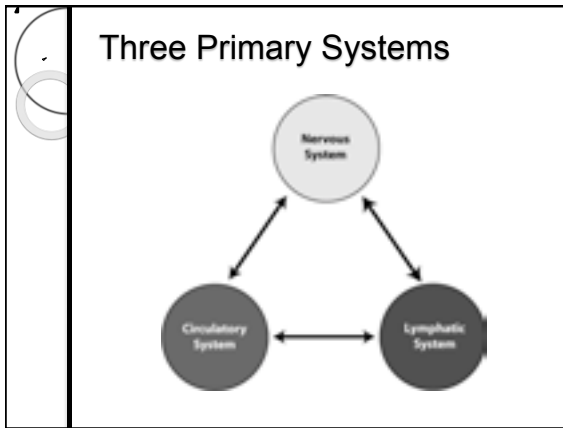 Three Primary Systems
Nervous
System
Circulatory
System
Lymphatic
System